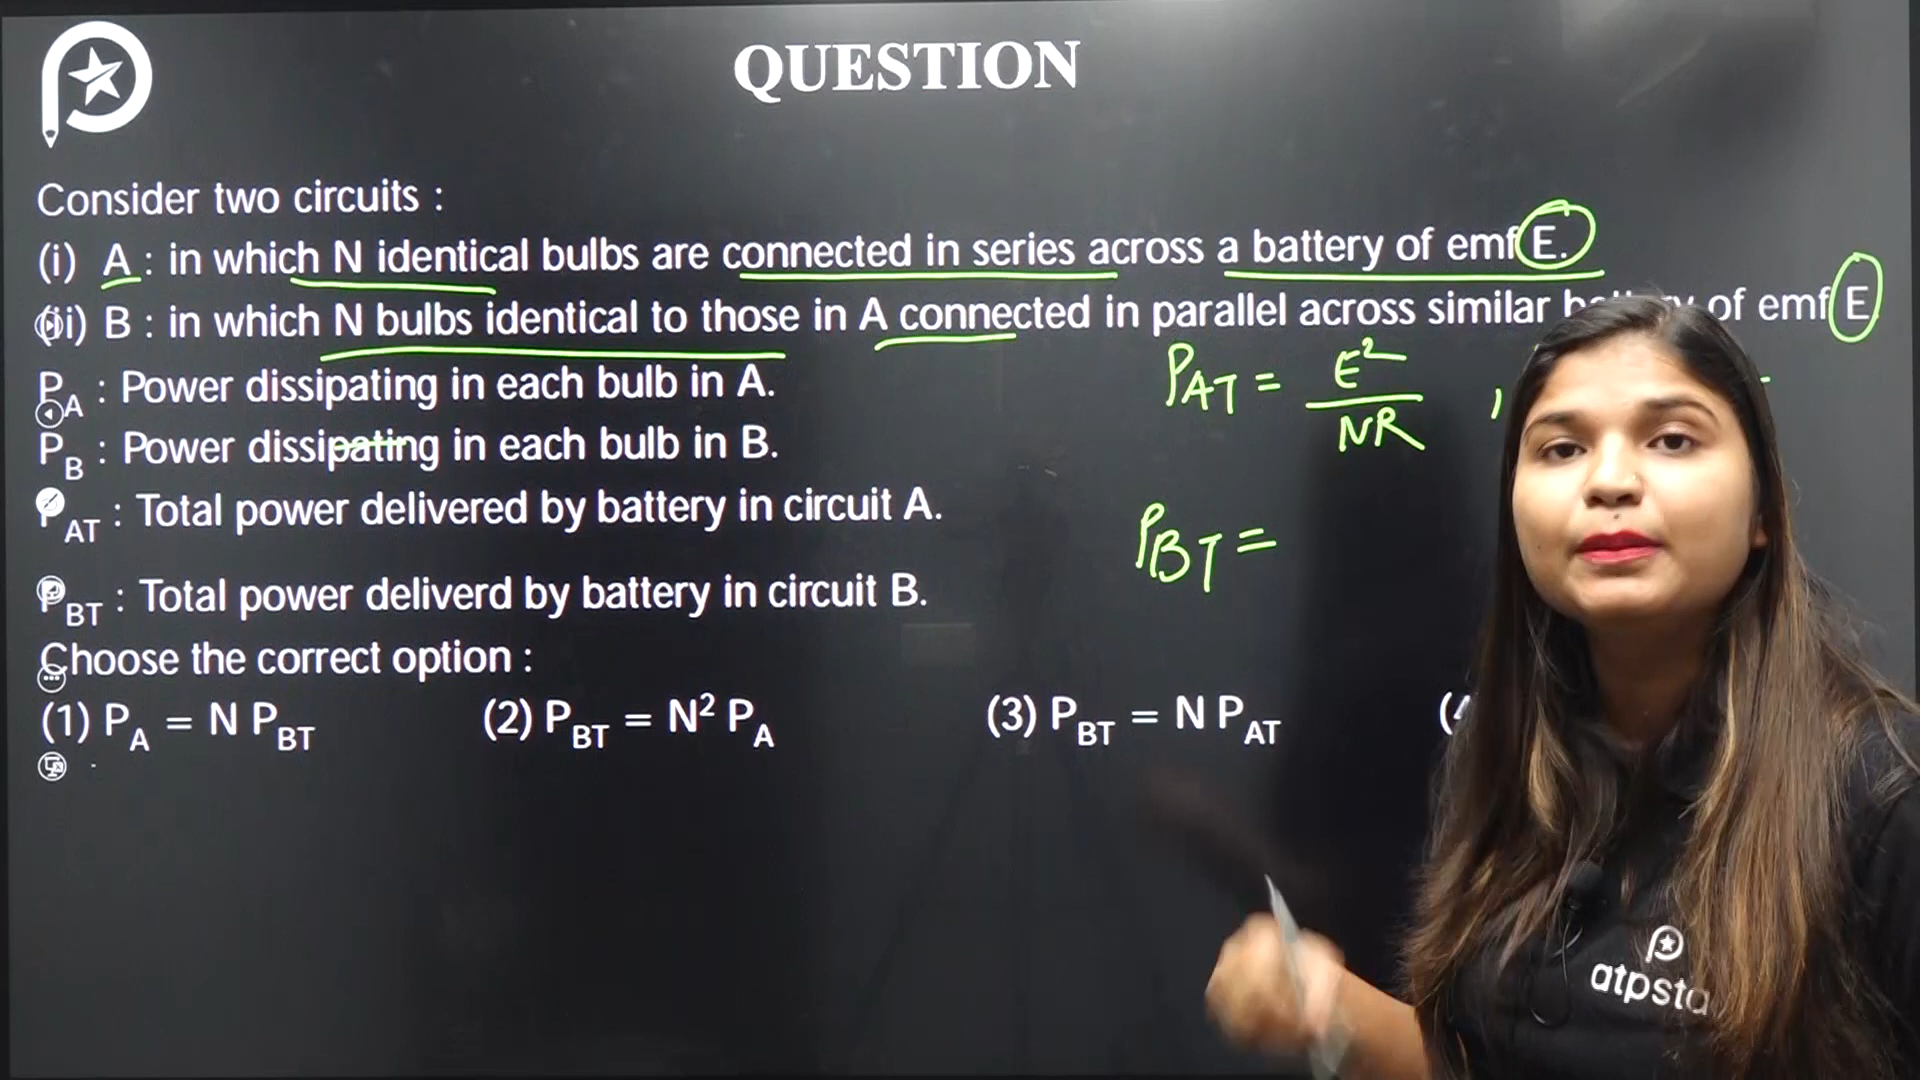 QUESTION
Consider two circuits :
(i) A : in which N identical bulbs are connected in series across a battery of emf E.
(ii) B : in which N bulbs identical to those in A connected in parallel across similar of emf E
P_A : Power dissipating in each bulb in A.
P_B : Power dissipating in each bulb in B.
P_AT : Total power delivered by battery in circuit A.
P_BT : Total power deliverd by battery in circuit B.
Choose the correct option :
(1) P_A = N P_BT (2) P_BT = N² P_A (3) P_BT = N P_AT
P_AT = E² / NR ,
P_BT =
atpsta